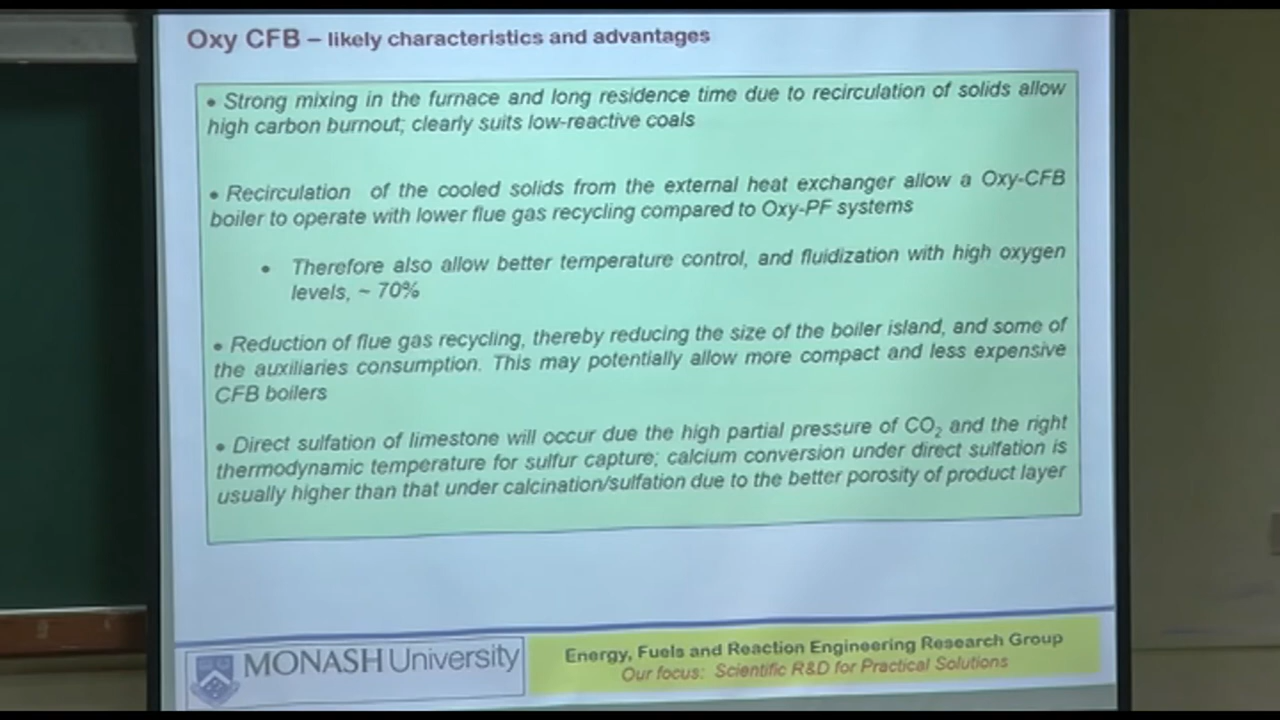 Oxy CFB – likely characteristics and advantages
• Strong mixing in the furnace and long residence time due to recirculation of solids allow
high carbon burnout; clearly suits low-reactive coals
• Recirculation of the cooled solids from the external heat exchanger allow a Oxy-CFB
boiler to operate with lower flue gas recycling compared to Oxy-PF systems
• Therefore also allow better temperature control, and fluidization with high oxygen
levels, ~ 70%
• Reduction of flue gas recycling, thereby reducing the size of the boiler island, and some of
the auxiliaries consumption. This may potentially allow more compact and less expensive
CFB boilers
• Direct sulfation of limestone will occur due the high partial pressure of CO₂ and the right
thermodynamic temperature for sulfur capture; calcium conversion under direct sulfation is
usually higher than that under calcination/sulfation due to the better porosity of product layer
MONASH University
Energy, Fuels and Reaction Engineering Research Group
Our focus: Scientific R&D for Practical Solutions